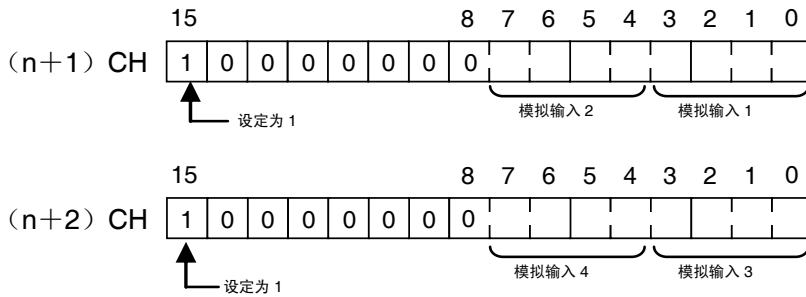 15 8 7 6 5 4 3 2 1 0
（n＋1）CH 1 0 0 0 0 0 0 0
模拟输入 2 模拟输入 1
设定为 1
15 8 7 6 5 4 3 2 1 0
（n＋2）CH 1 0 0 0 0 0 0 0
模拟输入 4 模拟输入 3
设定为 1